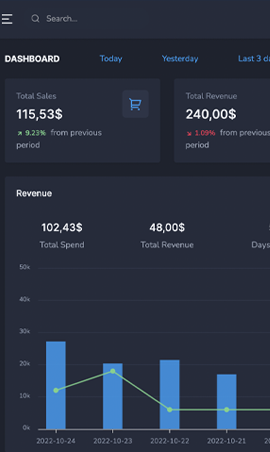 Search...
DASHBOARD Today Yesterday Last 3 da
Total Sales
115,53$
9.23% from previous
period
Total Revenue
240,00$
1.09% from previous
period
Revenue
102,43$ 48,00$
Total Spend Total Revenue Days
50k
40k
30k
20k
10k
0k
2022-10-24 2022-10-23 2022-10-22 2022-10-21 20